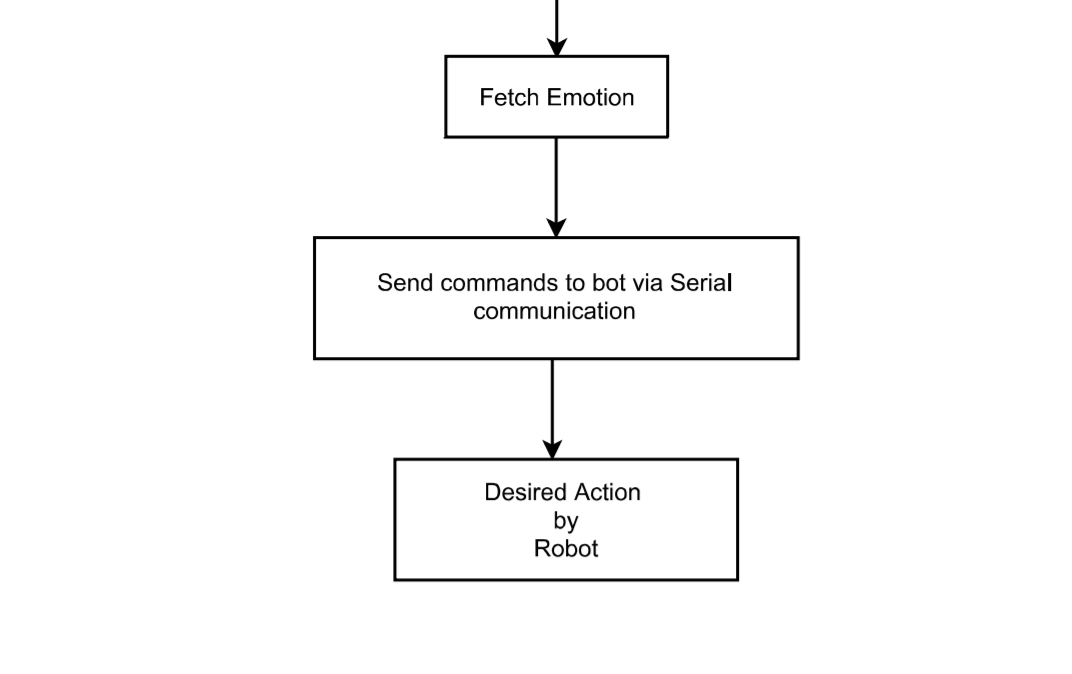 Fetch Emotion
Send commands to bot via Serial
communication
Desired Action
by
Robot